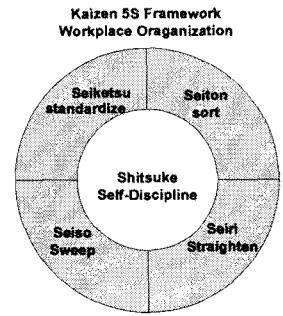 Kaizen 5S Framework
Workplace Oraganization
Seiketsu
standardize
Seiton
sort
Shitsuke
Self-Discipline
Seiso
Sweep
Seiri
Straighten